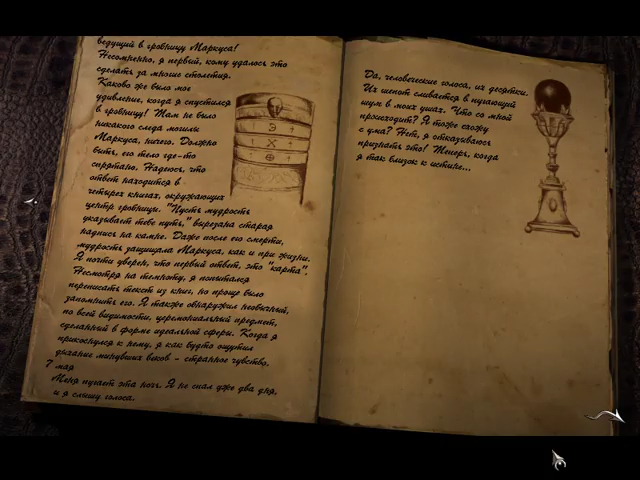 ведущий в гробницу Маркуса!
Несомненно, я первый, кому удалось это
сделать за многие столетия.
Каково же было мое
удивление, когда я спустился
в гробницу! Там не было
никакого следа могилы
Маркуса, ничего. Должно
быть, его тело где-то
спрятано. Надеюсь, что
ответ находится в
четырех книгах, окружающих
центр гробницы. "Пусть мудрость
указывает тебе путь," вырезана старая
надпись на камне. Даже после его смерти,
мудрость защищала Маркуса, как и при жизни.
Я почти уверен, что первый ответ, это "карта".
Несмотря на темноту, я попытался
переписать текст из книг, но проще было
запомнить его. Я также обнаружил необычный,
по всей видимости, церемониальный предмет,
сделанный в форме идеальной сферы. Когда я
прикоснулся к нему, я как будто ощутил
дыхание минувших веков - странное чувство,
7 мая
Меня пугает эта ночь. Я не спал уже два дня,
и я слышу голоса.
Да, человеческие голоса, их десятки.
Их шепот сливается в пугающий
шум в моих ушах. Что со мной
происходит? Я тоже схожу
с ума? Нет, я отказываюсь
признать это! Теперь, когда
я так близок к истине...